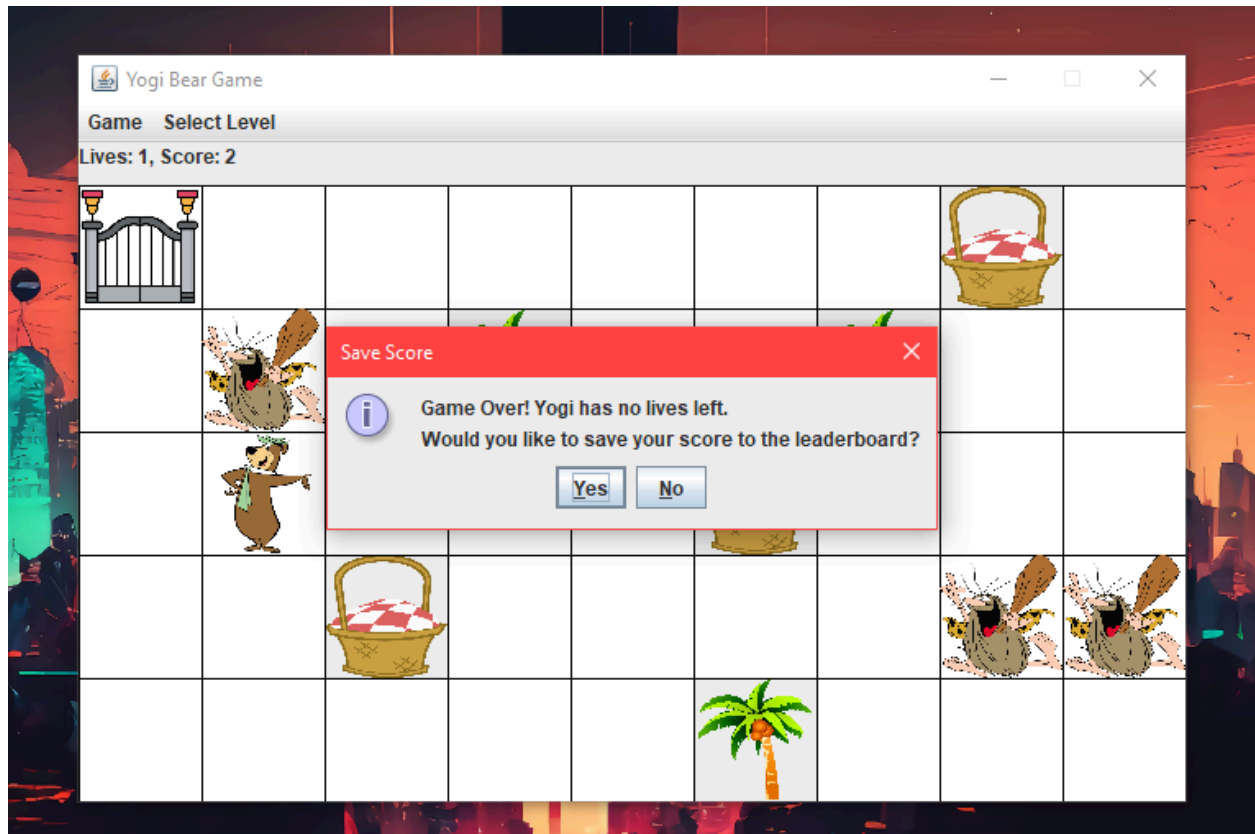 Yogi Bear Game
Game Select Level
Lives: 1, Score: 2
Save Score
Game Over! Yogi has no lives left.
Would you like to save your score to the leaderboard?
Yes No